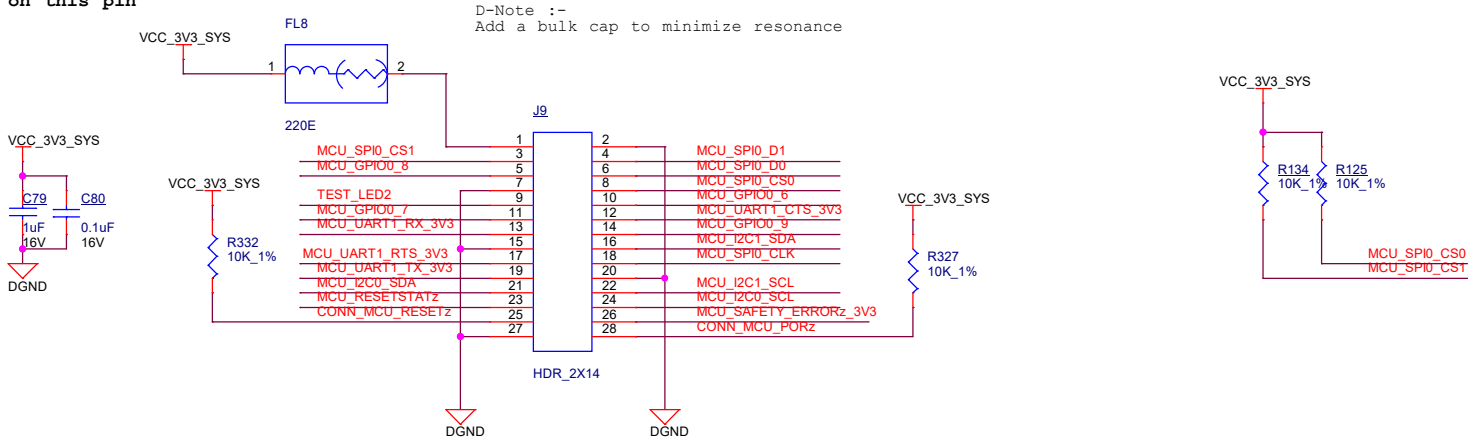 on this pin
D-Note :-
Add a bulk cap to minimize resonance
FL8
VCC_3V3_SYS
1
2
220E
VCC_3V3_SYS
C79
1uF
16V
C80
0.1uF
16V
DGND
VCC_3V3_SYS
R332
10K_1%
J9
1 2
MCU_SPI0_CS1 3 4 MCU_SPI0_D1
MCU_GPIO0_8 5 6 MCU_SPI0_D0
7 8 MCU_SPI0_CS0
TEST_LED2 9 10 MCU_GPIO0_6
MCU_GPIO0_7 11 12 MCU_UART1_CTS_3V3
MCU_UART1_RX_3V3 13 14 MCU_GPIO0_9
15 16 MCU_I2C1_SDA
MCU_UART1_RTS_3V3 17 18 MCU_SPI0_CLK
MCU_UART1_TX_3V3 19 20
MCU_I2C0_SDA 21 22 MCU_I2C1_SCL
MCU_RESETSTATz 23 24 MCU_I2C0_SCL
CONN_MCU_RESETz 25 26 MCU_SAFETY_ERRORz_3V3
27 28 CONN_MCU_PORz
HDR_2X14
DGND
DGND
VCC_3V3_SYS
R327
10K_1%
VCC_3V3_SYS
R134
10K_1%
R125
10K_1%
MCU_SPI0_CS0
MCU_SPI0_CS1